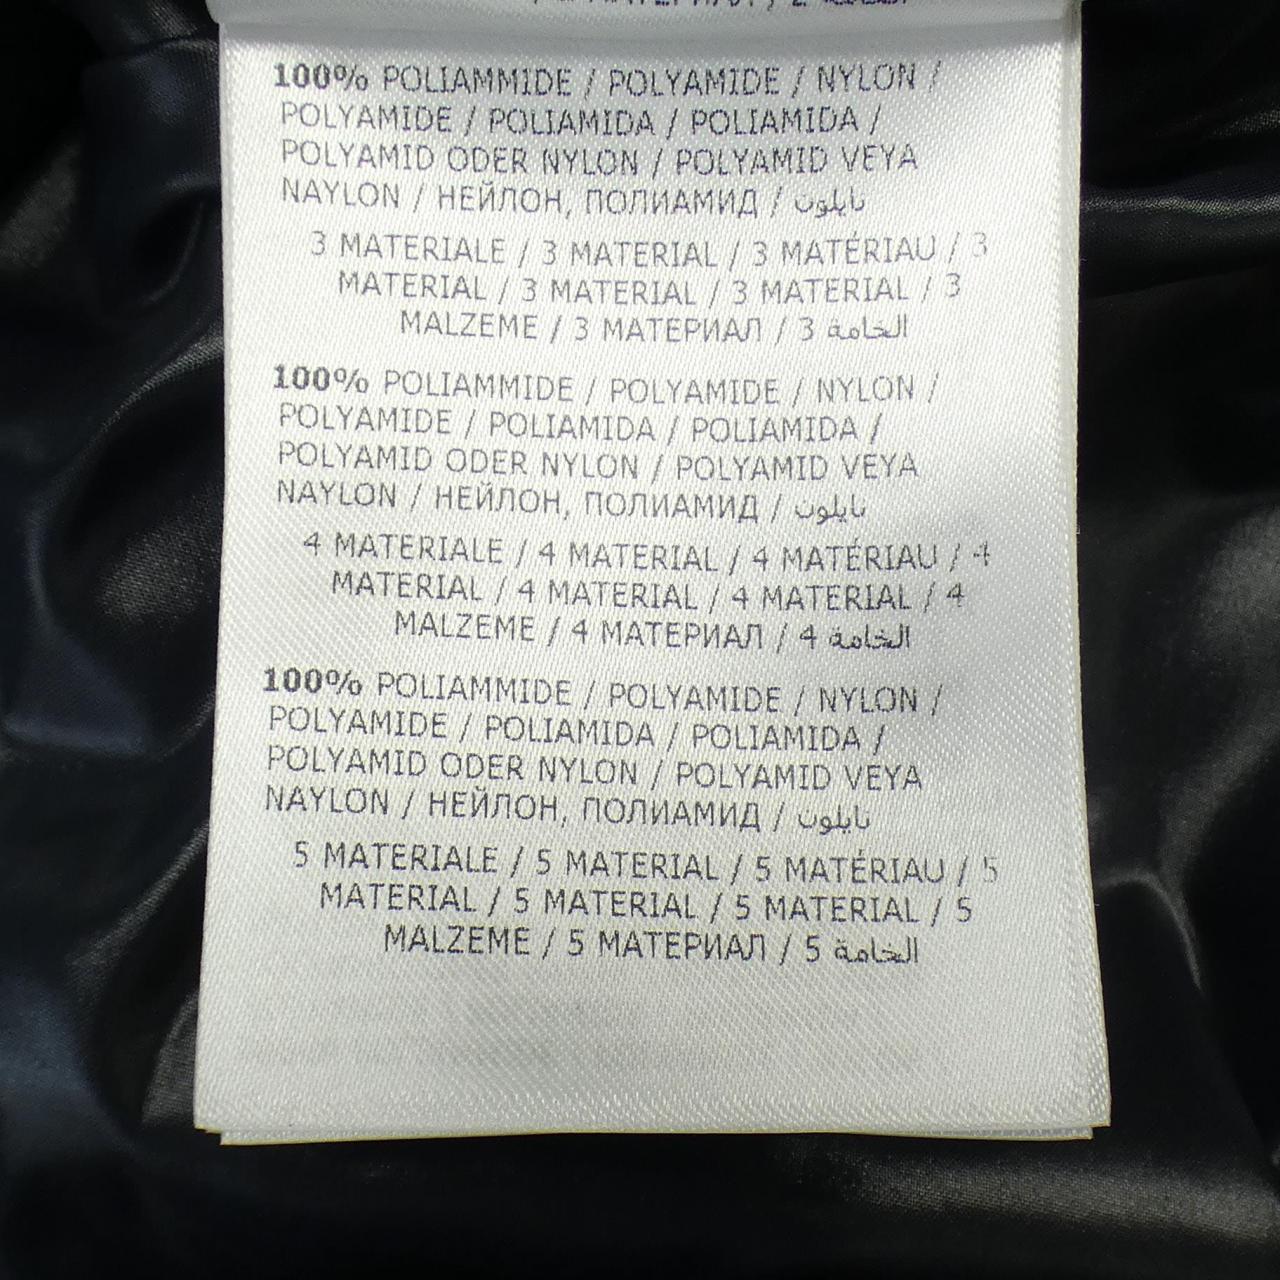 100% POLIAMMIDE / POLYAMIDE / NYLON /
POLYAMIDE / POLIAMIDA / POLIAMIDA /
POLYAMID ODER NYLON / POLYAMID VEYA
NAYLON / НЕЙЛОН, ПОЛИАМИД / نايلون
3 MATERIALE / 3 MATERIAL / 3 MATÉRIAU / 3
MATERIAL / 3 MATERIAL / 3 MATERIAL / 3
MALZEME / 3 МАТЕРИАЛ / 3 الخامة
100% POLIAMMIDE / POLYAMIDE / NYLON /
POLYAMIDE / POLIAMIDA / POLIAMIDA /
POLYAMID ODER NYLON / POLYAMID VEYA
NAYLON / НЕЙЛОН, ПОЛИАМИД / نايلون
4 MATERIALE / 4 MATERIAL / 4 MATÉRIAU / 4
MATERIAL / 4 MATERIAL / 4 MATERIAL / 4
MALZEME / 4 МАТЕРИАЛ / 4 الخامة
100% POLIAMMIDE / POLYAMIDE / NYLON /
POLYAMIDE / POLIAMIDA / POLIAMIDA /
POLYAMID ODER NYLON / POLYAMID VEYA
NAYLON / НЕЙЛОН, ПОЛИАМИД / نايلون
5 MATERIALE / 5 MATERIAL / 5 MATÉRIAU / 5
MATERIAL / 5 MATERIAL / 5 MATERIAL / 5
MALZEME / 5 МАТЕРИАЛ / 5 الخامة